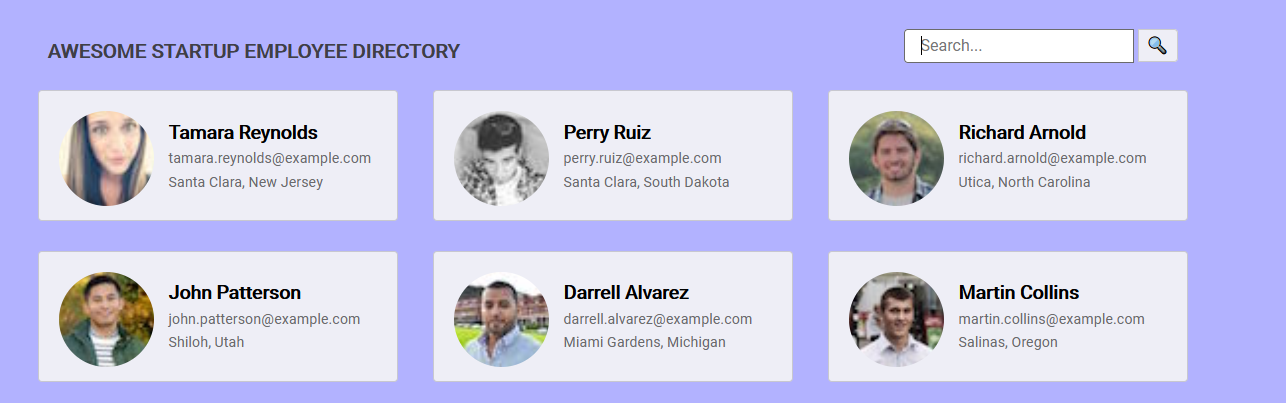 AWESOME STARTUP EMPLOYEE DIRECTORY
Search...
Tamara Reynolds
tamara.reynolds@example.com
Santa Clara, New Jersey
Perry Ruiz
perry.ruiz@example.com
Santa Clara, South Dakota
Richard Arnold
richard.arnold@example.com
Utica, North Carolina
John Patterson
john.patterson@example.com
Shiloh, Utah
Darrell Alvarez
darrell.alvarez@example.com
Miami Gardens, Michigan
Martin Collins
martin.collins@example.com
Salinas, Oregon